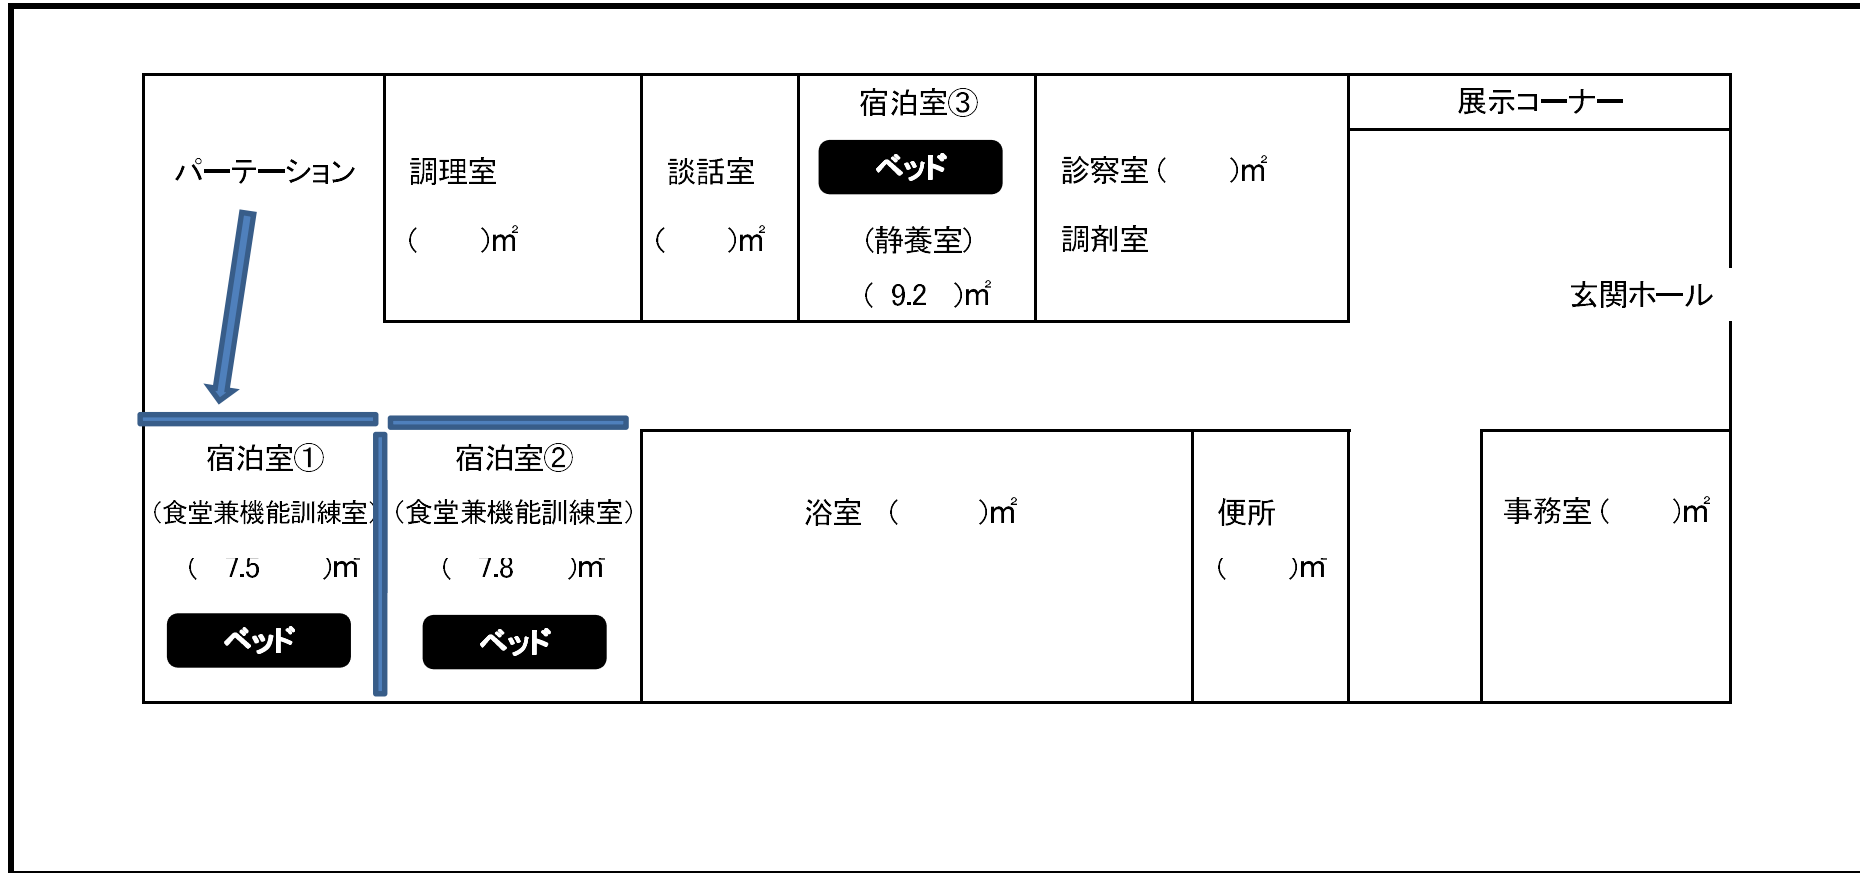 展示コーナー
パーテーション
調理室
(　　)㎡
談話室
(　　)㎡
宿泊室③
ベッド
(静養室)
( 9.2 )㎡
診察室(　　)㎡
調剤室
玄関ホール
宿泊室①
(食堂兼機能訓練室)
( 7.5 )㎡
ベッド
宿泊室②
(食堂兼機能訓練室)
( 7.8 )㎡
ベッド
浴室 (　　)㎡
便所
(　　)㎡
事務室(　　)㎡